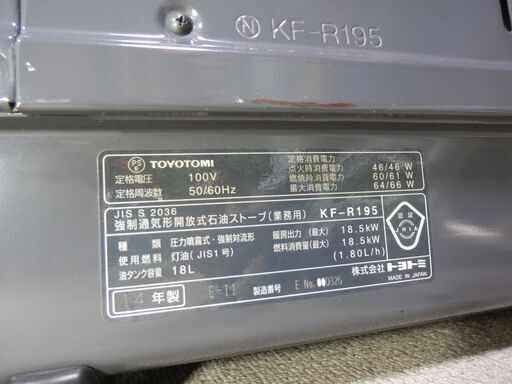 Ⓝ KF-R195
PS E TOYOTOMI
定格電圧 100V
定格周波数 50/60Hz
定格消費電力
点火時消費電力 46/46 W
燃焼時消費電力 60/61 W
最大消費電力 64/66 W
JIS S 2036
強制通気形開放式石油ストーブ(業務用) KF-R195
種類 圧力噴霧式・強制対流形
使用燃料 灯油(JIS1号)
油タンク容量 18L
暖房出力(最大) 18.5kW
燃料消費量(最大) 18.5kW
(1.80L/h)
認証
JHIA
14年製 E-11 製造番号 E No.
株式会社トヨトミ
MADE IN JAPAN